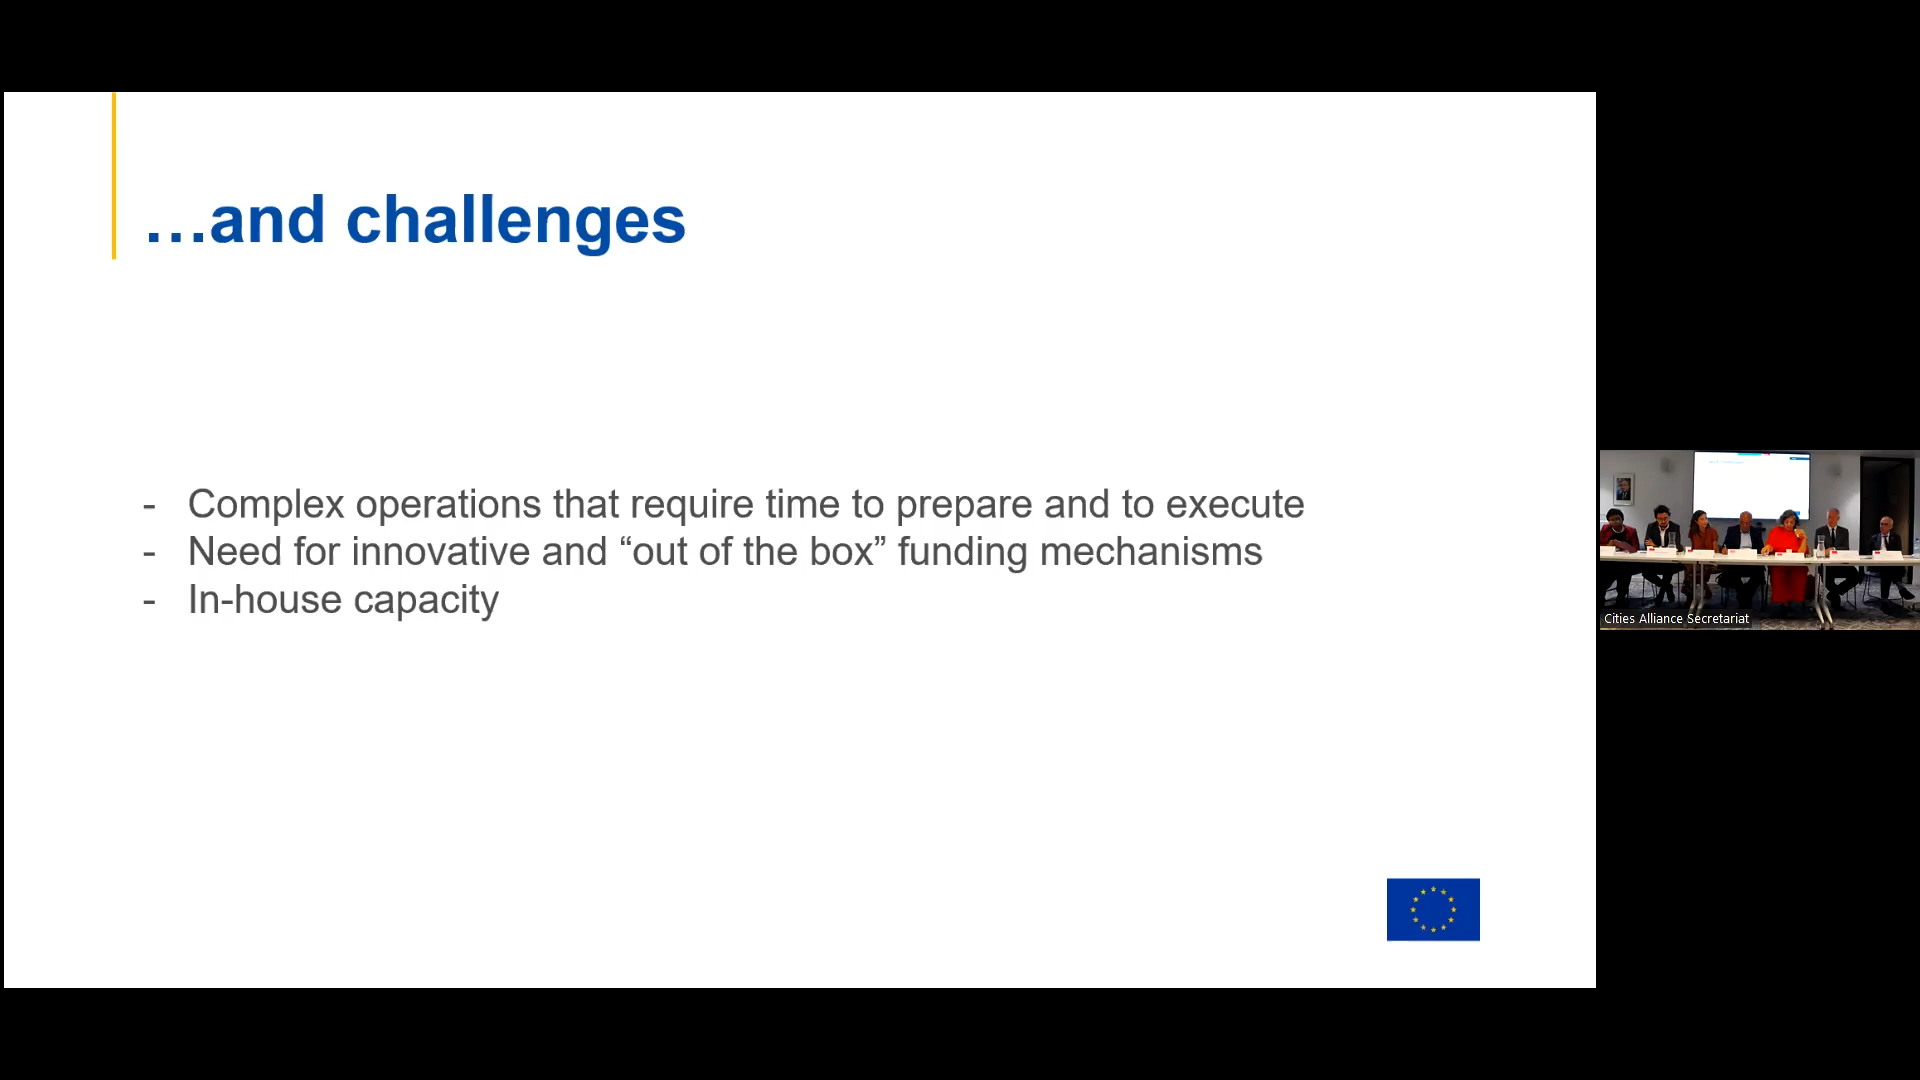 …and challenges
- Complex operations that require time to prepare and to execute
- Need for innovative and “out of the box” funding mechanisms
- In-house capacity
Cities Alliance Secretariat